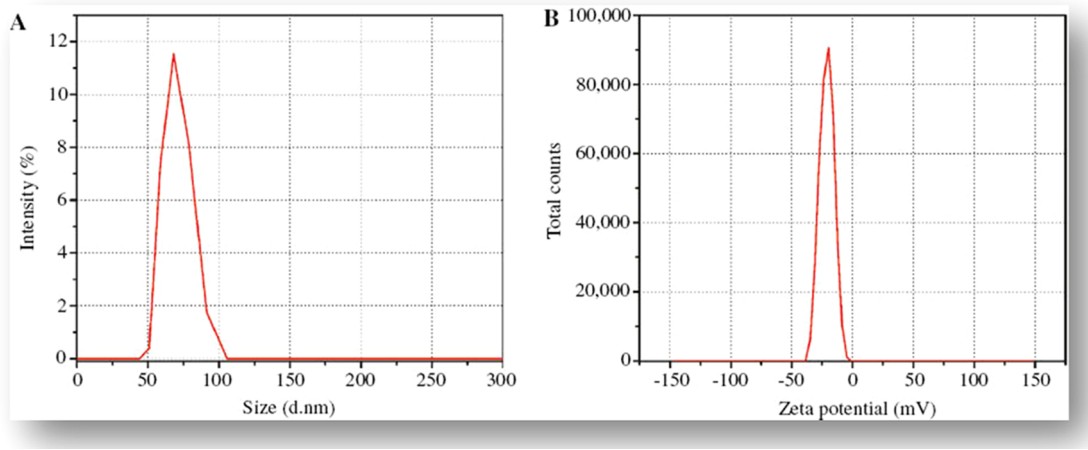 A
12
10
8
6
4
2
0
Intensity (%)
0 50 100 150 200 250 300
Size (d.nm)
B
100,000
80,000
60,000
40,000
20,000
0
Total counts
-150 -100 -50 0 50 100 150
Zeta potential (mV)